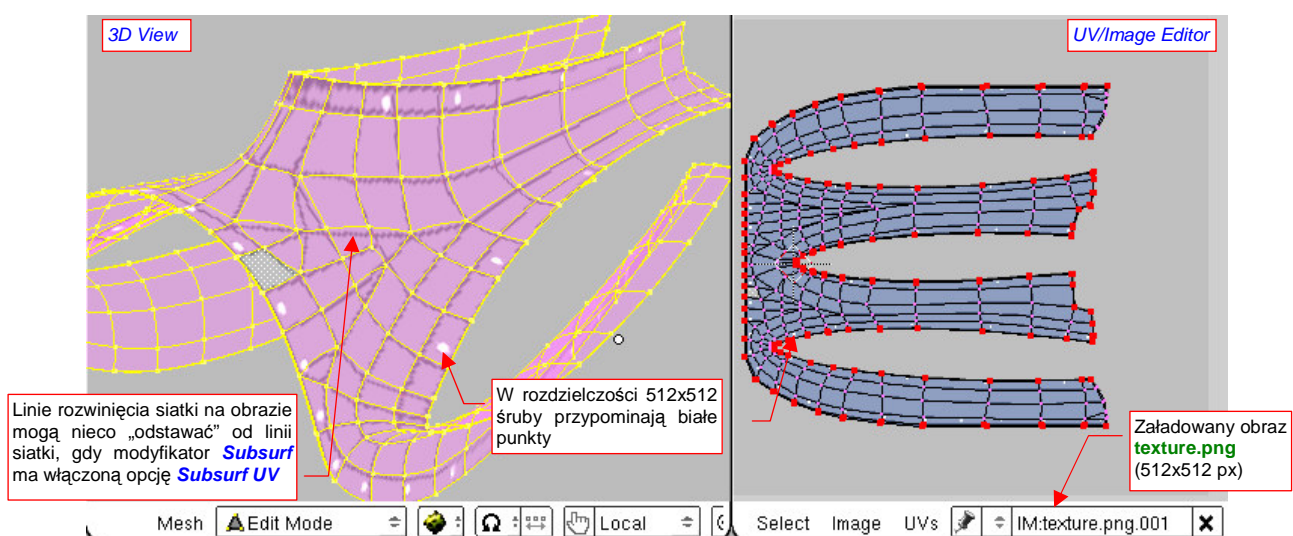 3D View
UV/Image Editor
Linie rozwinięcia siatki na obrazie
mogą nieco „odstawać” od linii
siatki, gdy modyfikator Subsurf
ma włączoną opcję Subsurf UV
W rozdzielczości 512x512
śruby przypominają białe
punkty
Załadowany obraz
texture.png
(512x512 px)
Mesh Edit Mode Local
Select Image UVs IM:texture.png.001